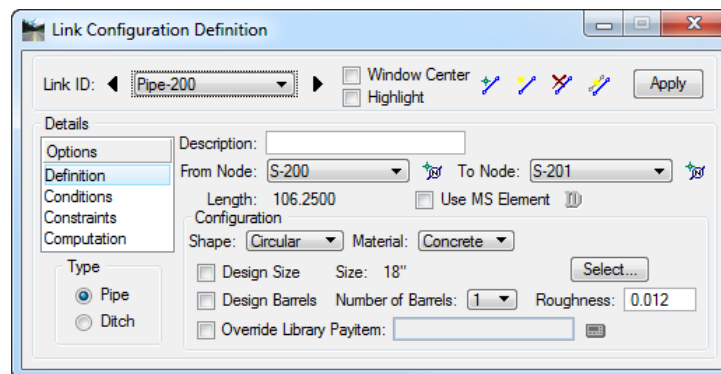 Link Configuration Definition
Link ID: Pipe-200 Window Center Apply
Highlight
Details
Options Description:
Definition From Node: S-200 To Node: S-201
Conditions Length: 106.2500 Use MS Element
Constraints Configuration
Computation Shape: Circular Material: Concrete
Type Design Size Size: 18" Select...
Pipe Design Barrels Number of Barrels: 1 Roughness: 0.012
Ditch Override Library Payitem: